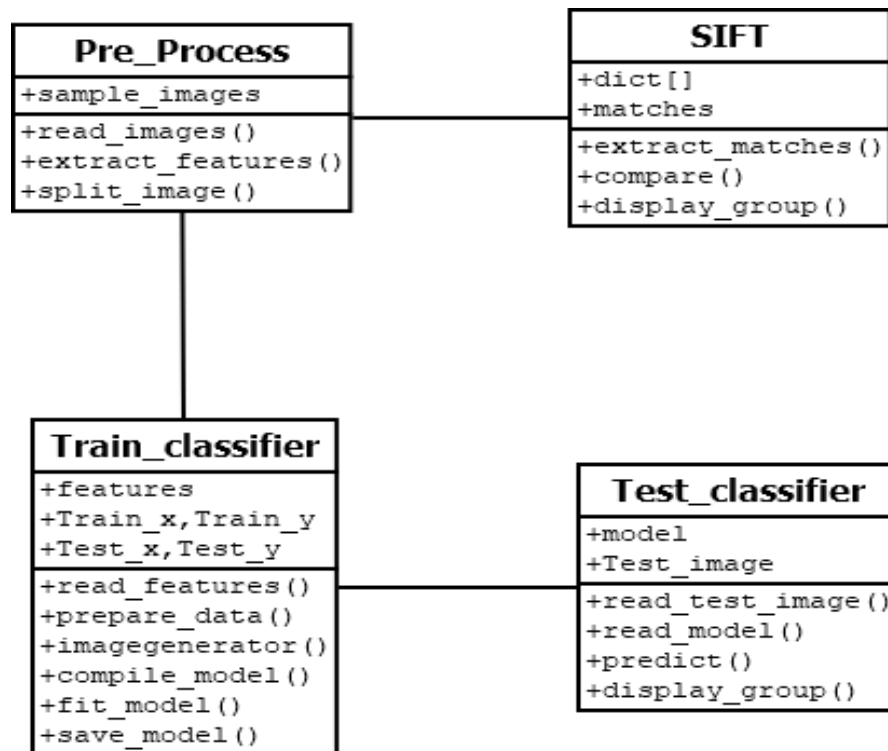 Pre_Process
+sample_images
+read_images()
+extract_features()
+split_image()
SIFT
+dict[]
+matches
+extract_matches()
+compare()
+display_group()
Train_classifier
+features
+Train_x,Train_y
+Test_x,Test_y
+read_features()
+prepare_data()
+imagegenerator()
+compile_model()
+fit_model()
+save_model()
Test_classifier
+model
+Test_image
+read_test_image()
+read_model()
+predict()
+display_group()